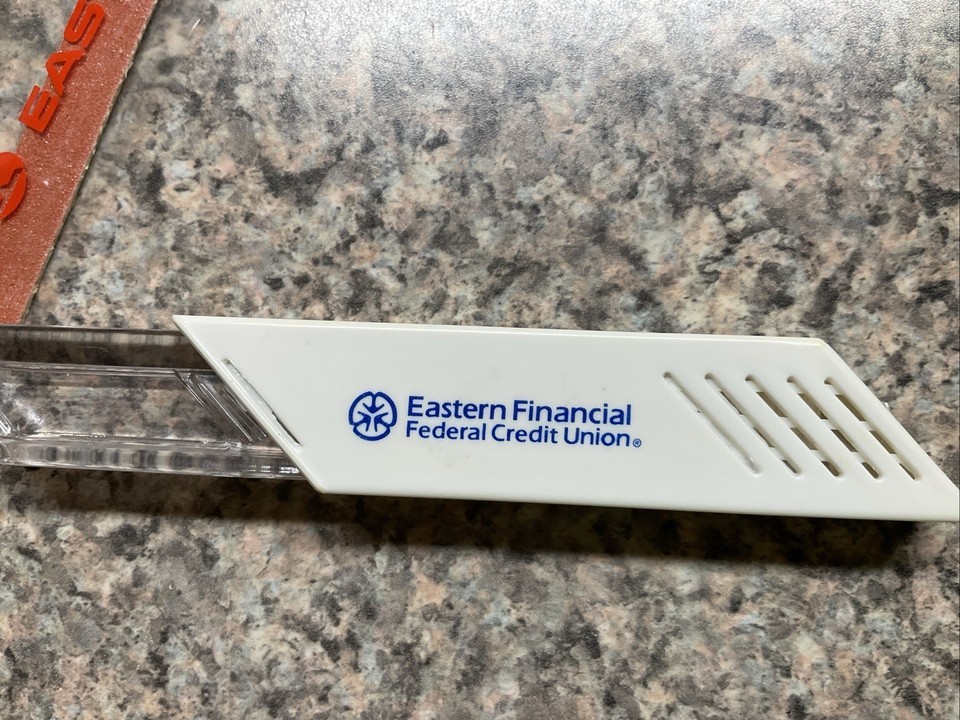 EAS
Eastern Financial
Federal Credit Union®